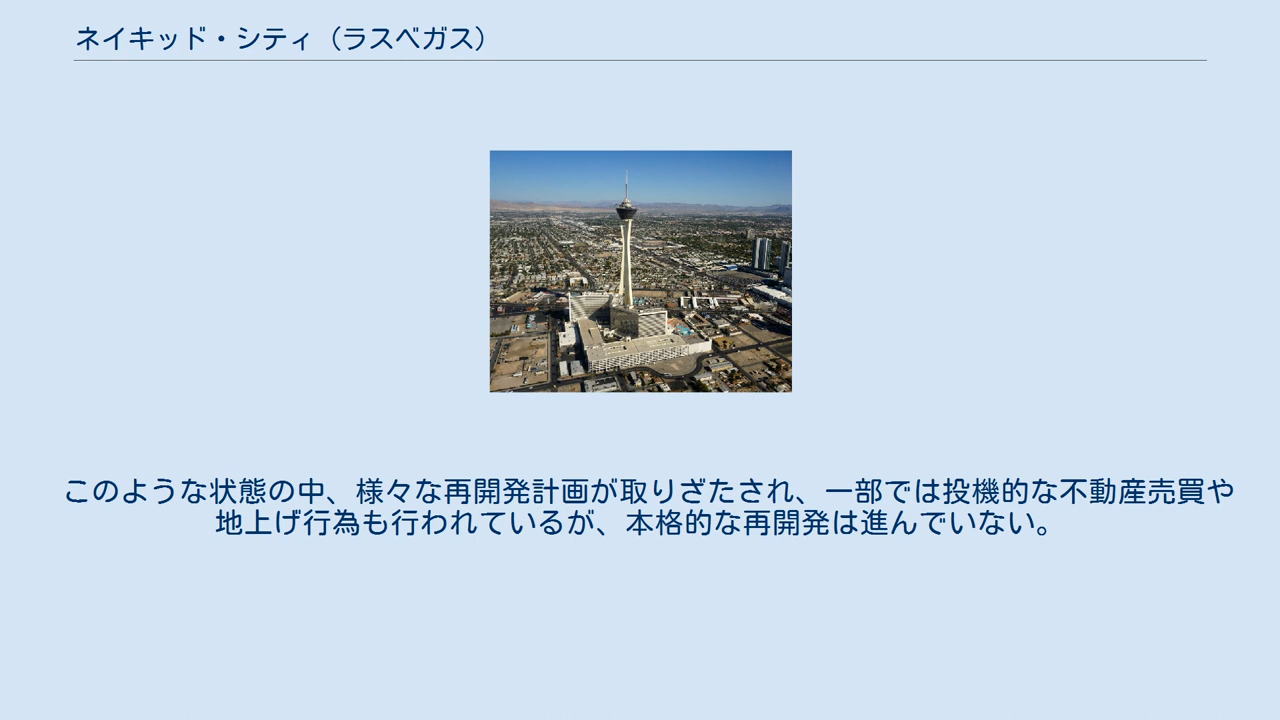 ネイキッド・シティ（ラスベガス）
このような状態の中、様々な再開発計画が取りざたされ、一部では投機的な不動産売買や
地上げ行為も行われているが、本格的な再開発は進んでいない。